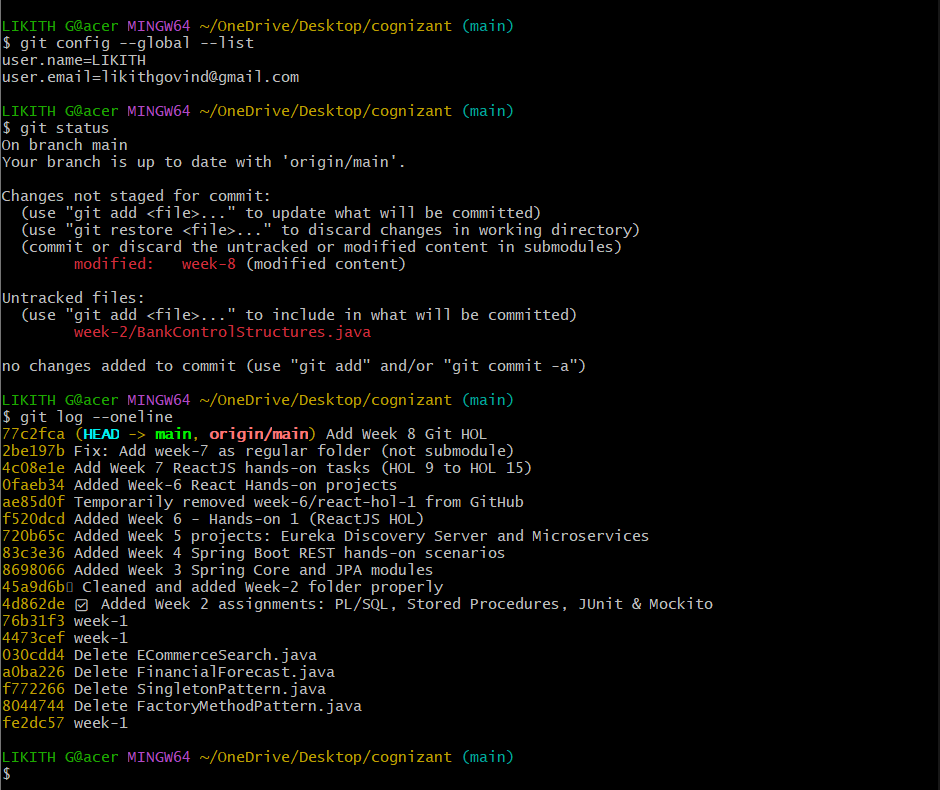 LIKITH G@acer MINGW64 ~/OneDrive/Desktop/cognizant (main)
$ git config --global --list
user.name=LIKITH
user.email=likithgovind@gmail.com

LIKITH G@acer MINGW64 ~/OneDrive/Desktop/cognizant (main)
$ git status
On branch main
Your branch is up to date with 'origin/main'.

Changes not staged for commit:
  (use "git add <file>..." to update what will be committed)
  (use "git restore <file>..." to discard changes in working directory)
  (commit or discard the untracked or modified content in submodules)
        modified:   week-8 (modified content)

Untracked files:
  (use "git add <file>..." to include in what will be committed)
        week-2/BankControlStructures.java

no changes added to commit (use "git add" and/or "git commit -a")

LIKITH G@acer MINGW64 ~/OneDrive/Desktop/cognizant (main)
$ git log --oneline
77c2fca (HEAD -> main, origin/main) Add Week 8 Git HOL
2be197b Fix: Add week-7 as regular folder (not submodule)
4c08e1e Add Week 7 ReactJS hands-on tasks (HOL 9 to HOL 15)
0faeb34 Added Week-6 React Hands-on projects
ae85d0f Temporarily removed week-6/react-hol-1 from GitHub
f520dcd Added Week 6 - Hands-on 1 (ReactJS HOL)
720b65c Added Week 5 projects: Eureka Discovery Server and Microservices
83c3e36 Added Week 4 Spring Boot REST hands-on scenarios
8698066 Added Week 3 Spring Core and JPA modules
45a9d6b▯ Cleaned and added Week-2 folder properly
4d862de ☑ Added Week 2 assignments: PL/SQL, Stored Procedures, JUnit & Mockito
76b31f3 week-1
4473cef week-1
030cdd4 Delete ECommerceSearch.java
a0ba226 Delete FinancialForecast.java
f772266 Delete SingletonPattern.java
8044744 Delete FactoryMethodPattern.java
fe2dc57 week-1

LIKITH G@acer MINGW64 ~/OneDrive/Desktop/cognizant (main)
$